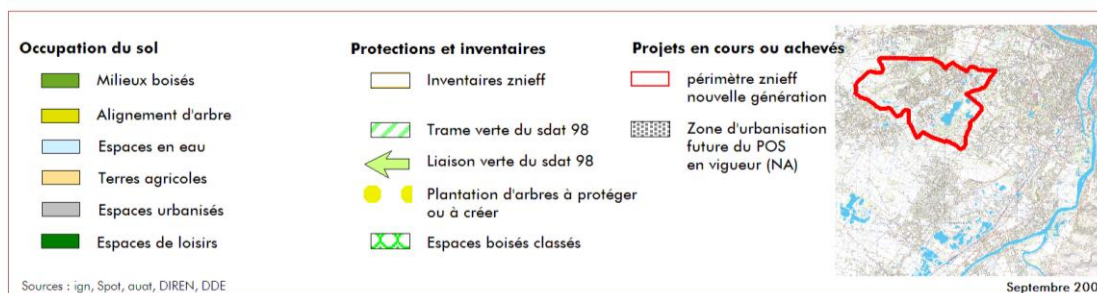 Occupation du sol
Milieux boisés
Alignement d'arbre
Espaces en eau
Terres agricoles
Espaces urbanisés
Espaces de loisirs
Sources : ign, Spot, auat, DIREN, DDE
Protections et inventaires
Inventaires znieff
Trame verte du sdat 98
Liaison verte du sdat 98
Plantation d'arbres à protéger
ou à créer
Espaces boisés classés
Projets en cours ou achevés
périmètre znieff
nouvelle génération
Zone d'urbanisation
future du POS
en vigueur (NA)
Septembre 200